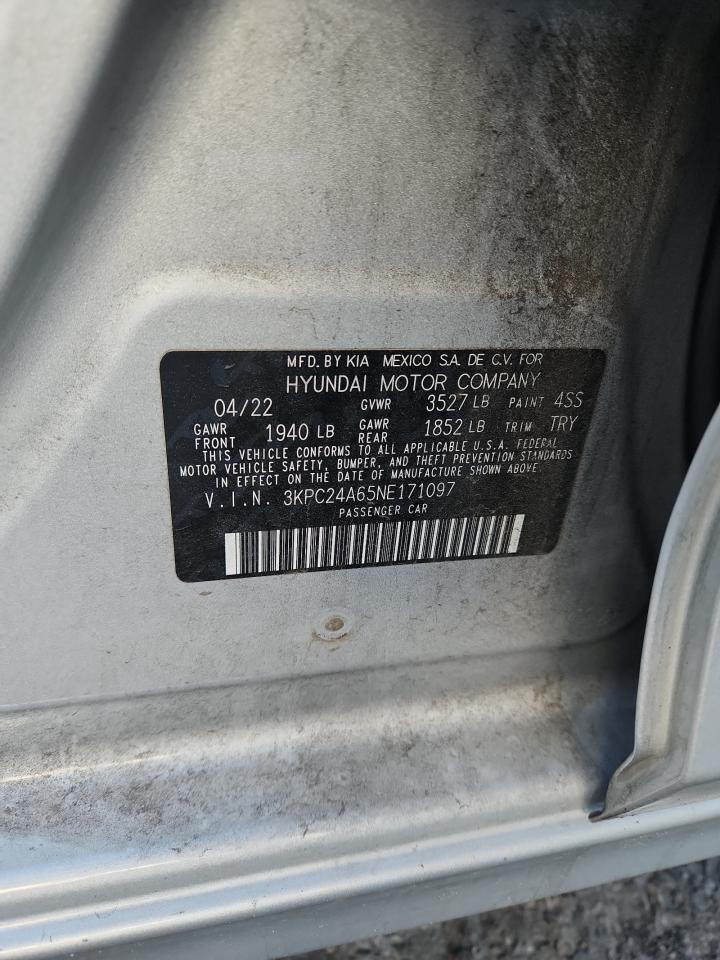 MFD. BY KIA MEXICO S.A. DE C.V. FOR
HYUNDAI MOTOR COMPANY
04/22 GVWR 3527 LB PAINT 4SS
GAWR FRONT 1940 LB GAWR REAR 1852 LB TRIM TRY
THIS VEHICLE CONFORMS TO ALL APPLICABLE U.S.A. FEDERAL
MOTOR VEHICLE SAFETY, BUMPER, AND THEFT PREVENTION STANDARDS
IN EFFECT ON THE DATE OF MANUFACTURE SHOWN ABOVE.
V.I.N. 3KPC24A65NE171097
PASSENGER CAR